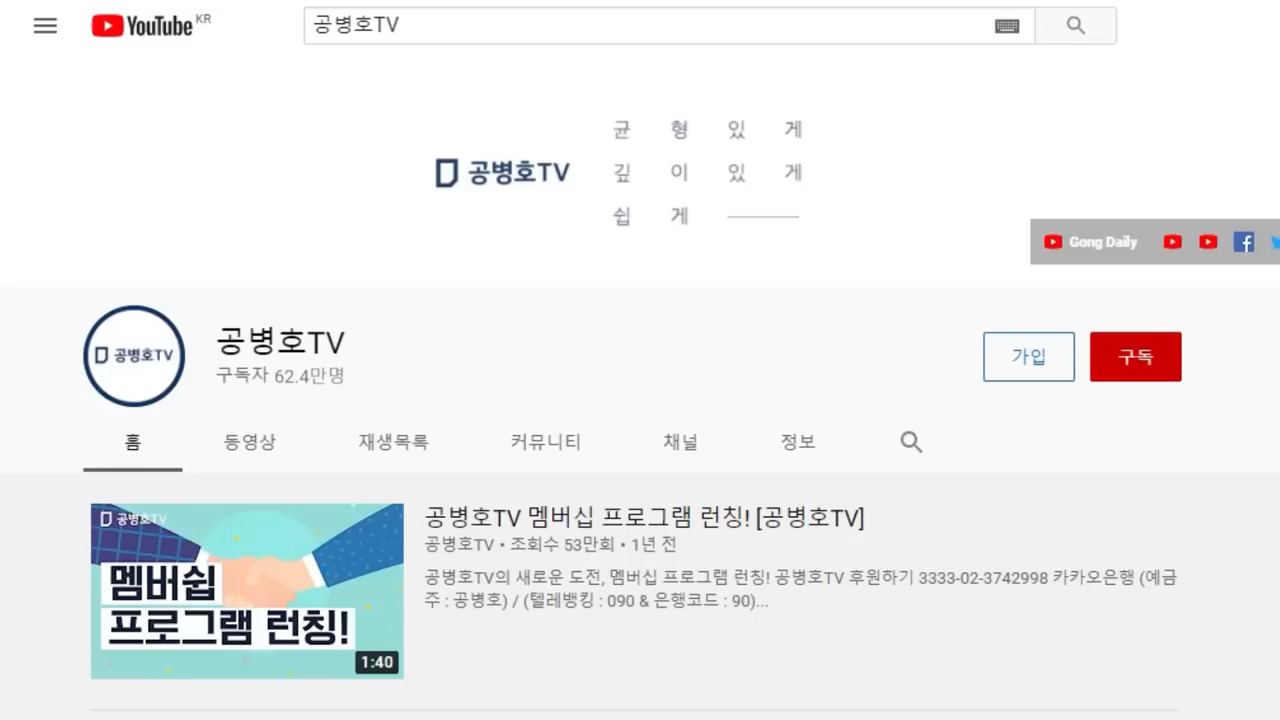 YouTube KR
공병호TV
균 형 있 게
공병호TV
깊 이 있 게
쉽 게
Gong Daily
공병호TV
공병호TV
구독자 62.4만명
가입
구독
홈 동영상 재생목록 커뮤니티 채널 정보
공병호TV
멤버쉽
프로그램 런칭!
1:40
공병호TV 멤버십 프로그램 런칭! [공병호TV]
공병호TV • 조회수 53만회 • 1년 전
공병호TV의 새로운 도전, 멤버십 프로그램 런칭! 공병호TV 후원하기 3333-02-3742998 카카오은행 (예금
주 : 공병호) / (텔레뱅킹 : 090 & 은행코드 : 90)...